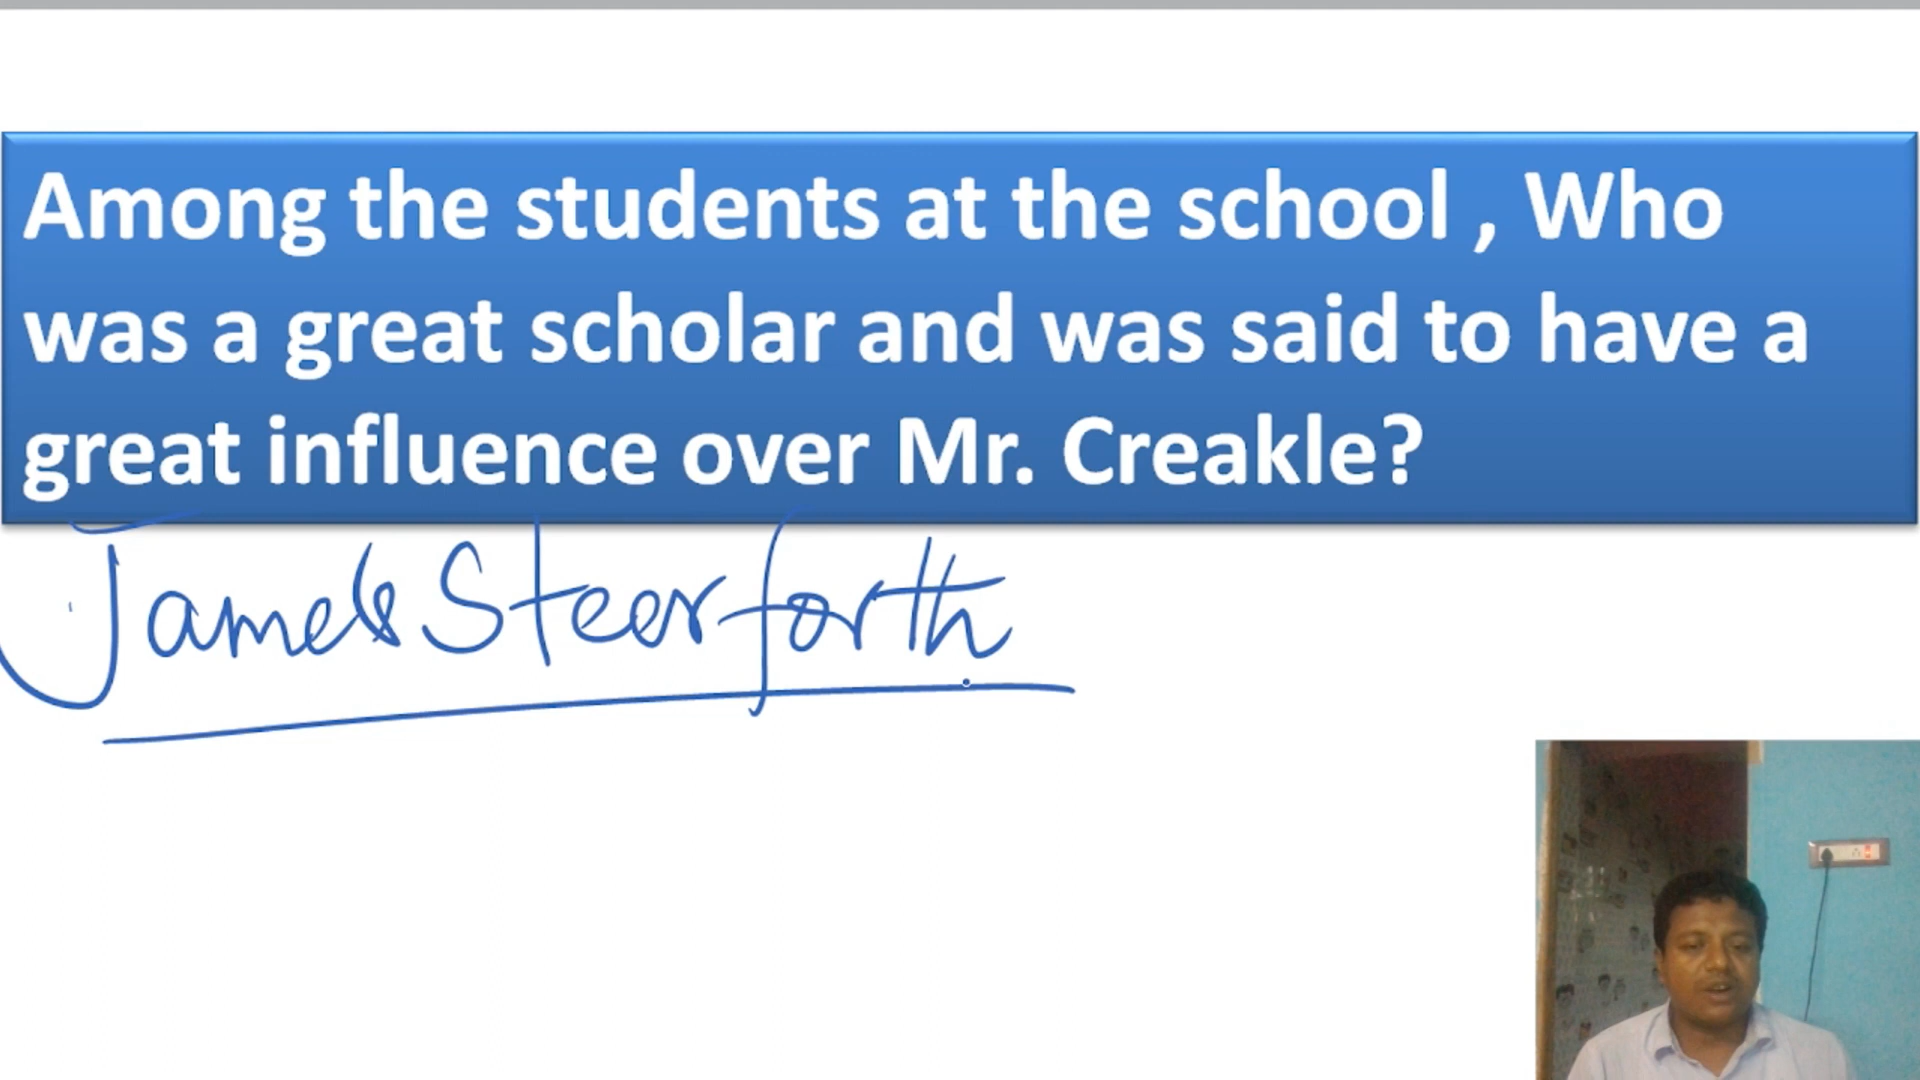 Among the students at the school , Who
was a great scholar and was said to have a
great influence over Mr. Creakle?
James Steerforth